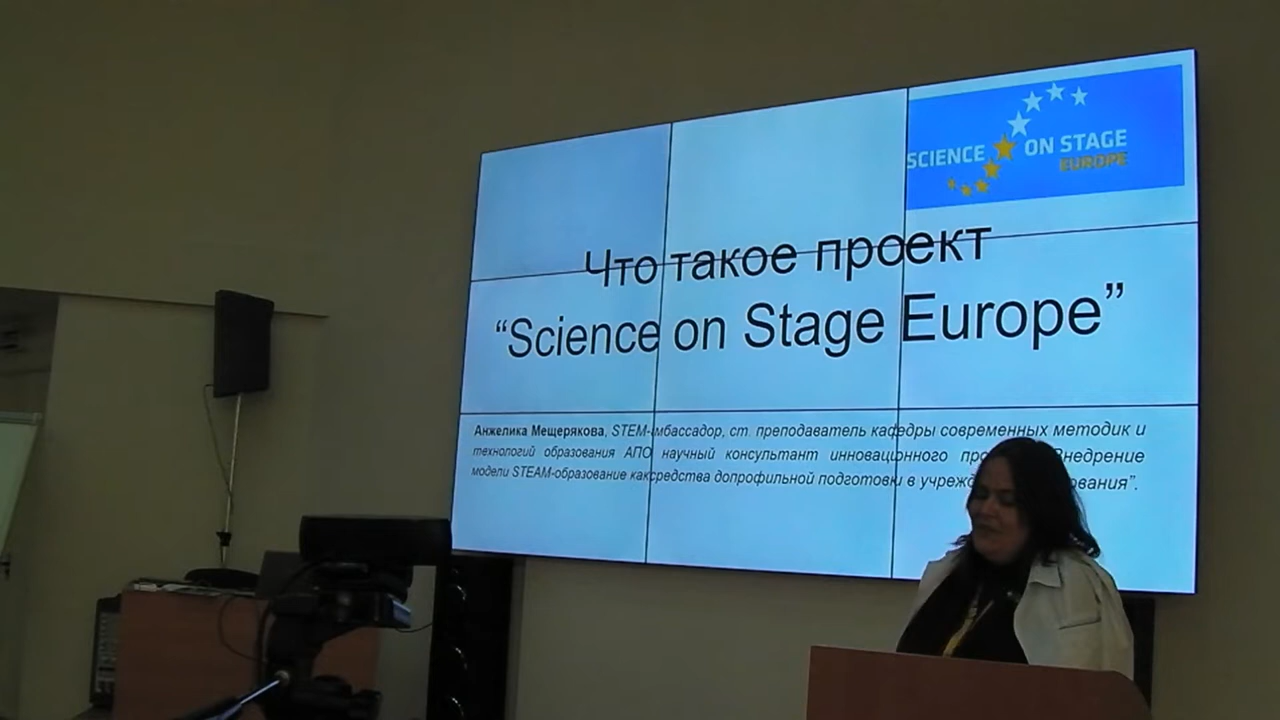 SCIENCE ON STAGE
EUROPE
Что такое проект
“Science on Stage Europe”
Анжелика Мещерякова, STEM-амбассадор, ст. преподаватель кафедры современных методик и
технологий образования АПО научный консультант инновационного
модели STEAM-образование как средства допрофильной подготовки в